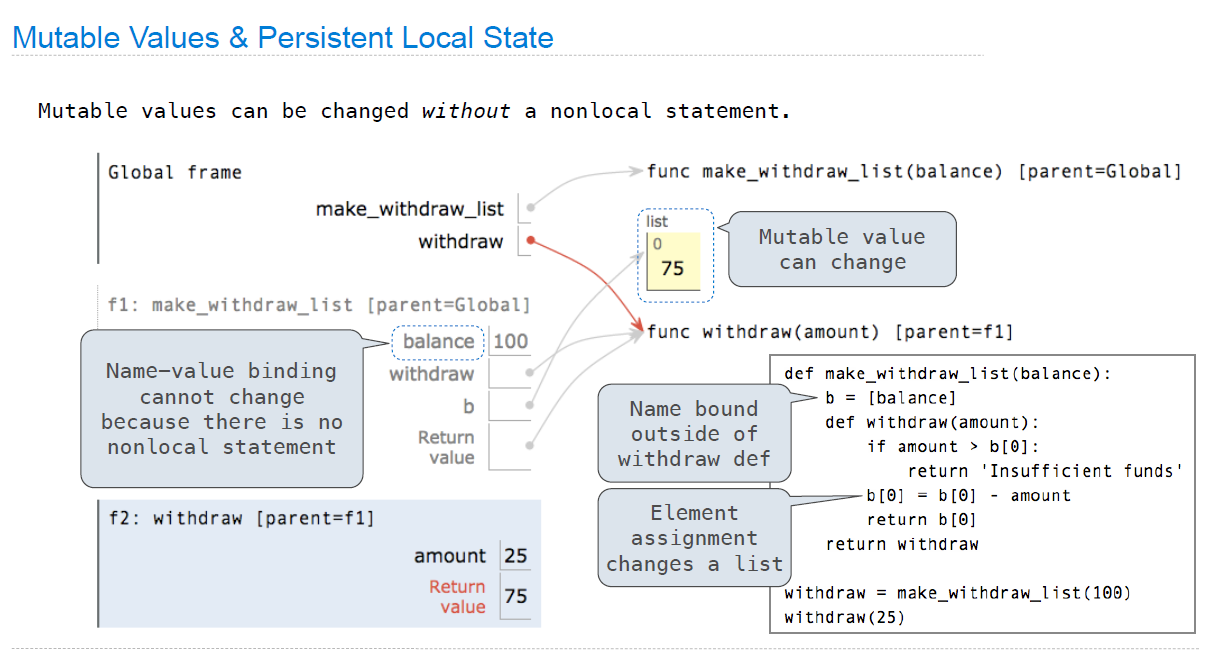 Mutable Values & Persistent Local State
Mutable values can be changed without a nonlocal statement.
Global frame
make_withdraw_list
withdraw
func make_withdraw_list(balance) [parent=Global]
list
0
75
Mutable value
can change
f1: make_withdraw_list [parent=Global]
balance 100
withdraw
b
Return
value
Name-value binding
cannot change
because there is no
nonlocal statement
func withdraw(amount) [parent=f1]
f2: withdraw [parent=f1]
amount 25
Return
value 75
Name bound
outside of
withdraw def
Element
assignment
changes a list
def make_withdraw_list(balance):
    b = [balance]
    def withdraw(amount):
        if amount > b[0]:
            return 'Insufficient funds'
        b[0] = b[0] - amount
        return b[0]
    return withdraw
withdraw = make_withdraw_list(100)
withdraw(25)